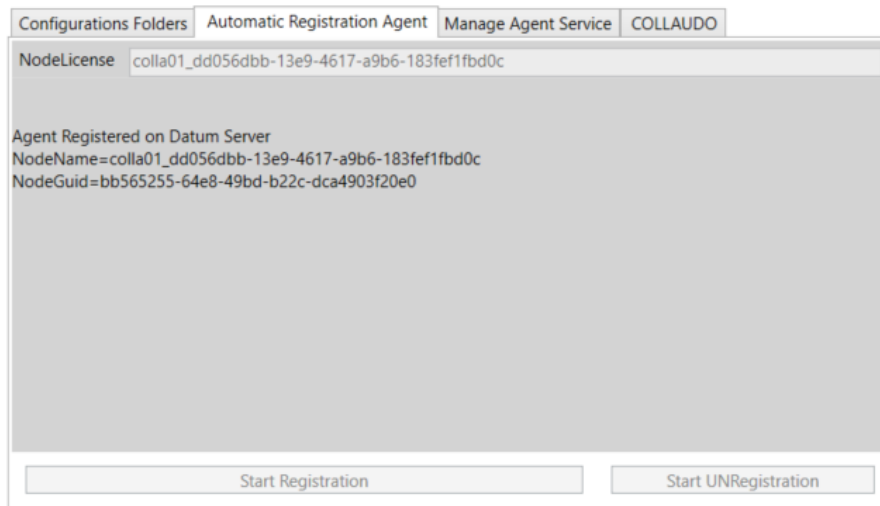 Configurations Folders Automatic Registration Agent Manage Agent Service COLLAUDO
NodeLicense colla01_dd056dbb-13e9-4617-a9b6-183fef1fbd0c
Agent Registered on Datum Server
NodeName=colla01_dd056dbb-13e9-4617-a9b6-183fef1fbd0c
NodeGuid=bb565255-64e8-49bd-b22c-dca4903f20e0
Start Registration Start UNRegistration